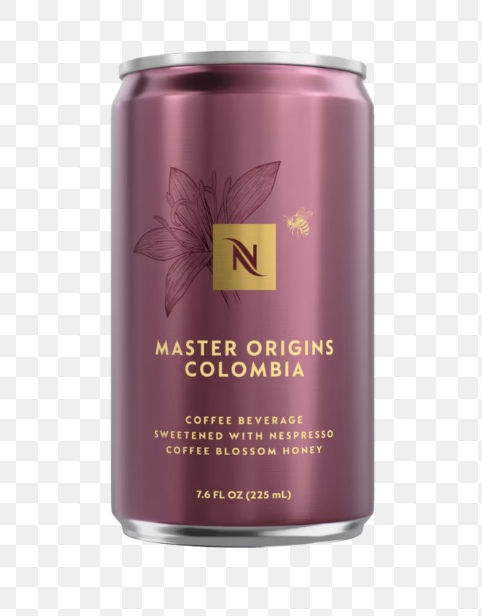 N
MASTER ORIGINS
COLOMBIA
COFFEE BEVERAGE
SWEETENED WITH NESPRESSO
COFFEE BLOSSOM HONEY
7.6 FL OZ (225 mL)